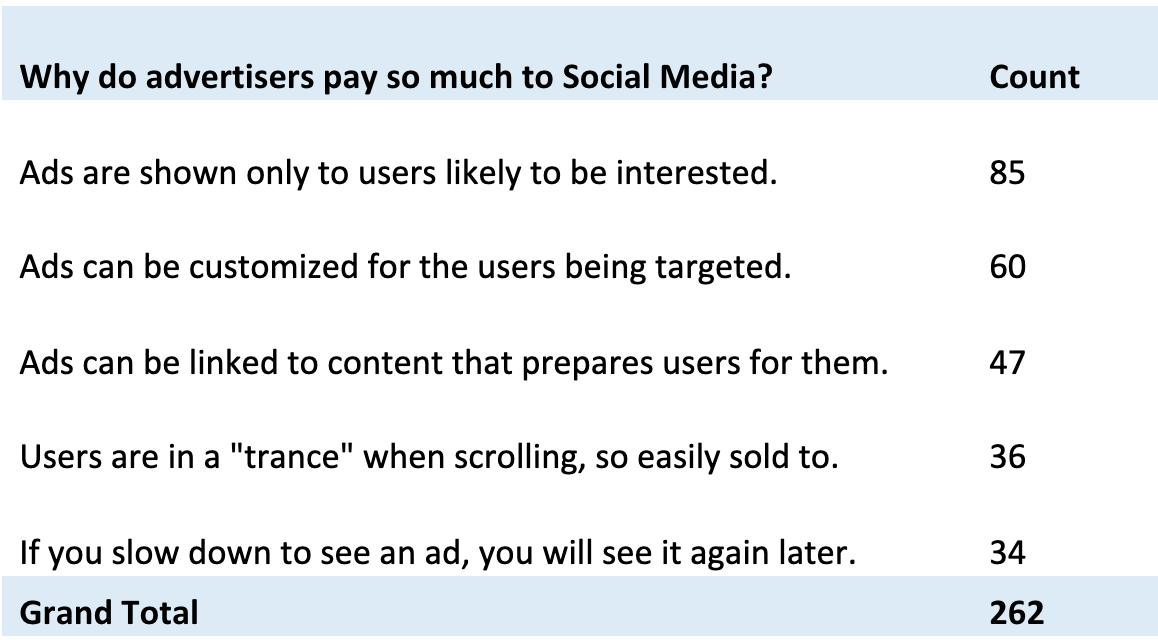 Why do advertisers pay so much to Social Media? Count
Ads are shown only to users likely to be interested. 85
Ads can be customized for the users being targeted. 60
Ads can be linked to content that prepares users for them. 47
Users are in a "trance" when scrolling, so easily sold to. 36
If you slow down to see an ad, you will see it again later. 34
Grand Total 262